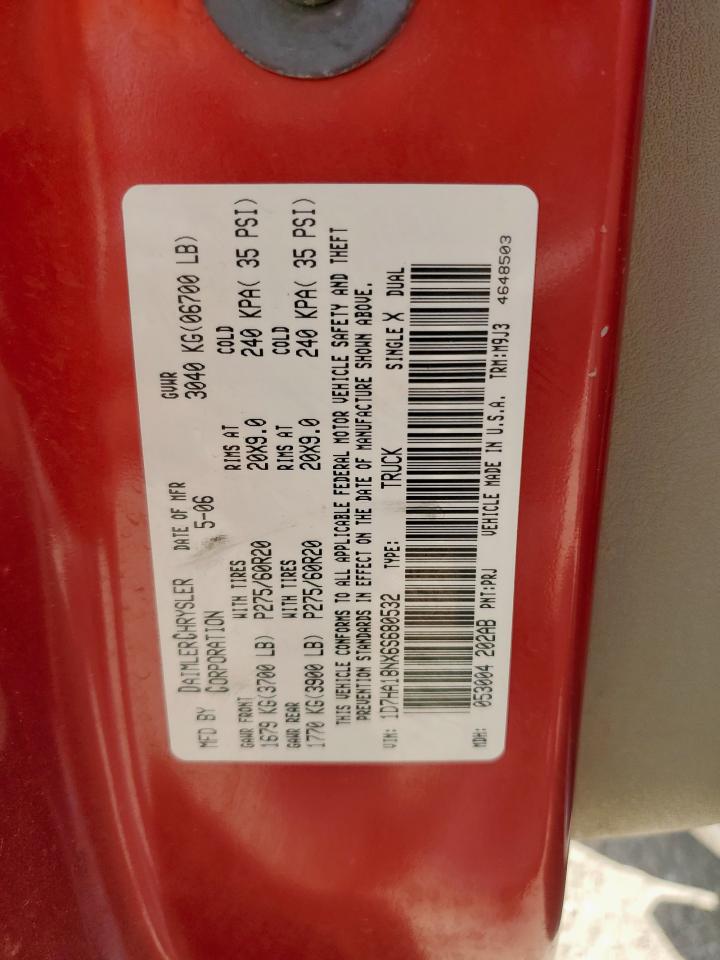 MFD BY DAIMLERCHRYSLER CORPORATION DATE OF MFR 5-06 GVWR 3040 KG(06700 LB)
GAWR FRONT WITH TIRES RIMS AT COLD
1679 KG(3700 LB) P275/60R20 20X9.0 240 KPA( 35 PSI)
GAWR REAR WITH TIRES RIMS AT COLD
1770 KG(3900 LB) P275/60R20 20X9.0 240 KPA( 35 PSI)
THIS VEHICLE CONFORMS TO ALL APPLICABLE FEDERAL MOTOR VEHICLE SAFETY AND THEFT
PREVENTION STANDARDS IN EFFECT ON THE DATE OF MANUFACTURE SHOWN ABOVE.
VIN: 1D7HA18NX6S680532 TYPE: TRUCK SINGLE X DUAL
MDH: 053004 202AB PNT:PRJ VEHICLE MADE IN U.S.A. TRM:M9J3 4648503